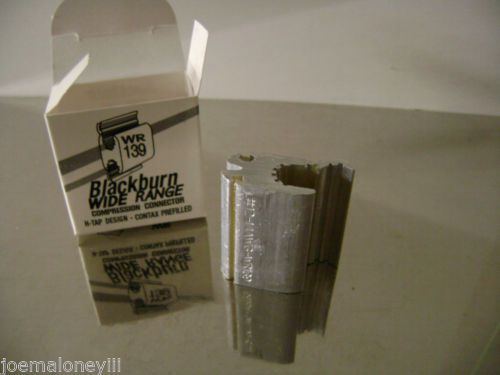 WR
139
Blackburn
WIDE RANGE
COMPRESSION CONNECTOR
H-TAP DESIGN - CONTAX PREFILLED
joemaloneyiii